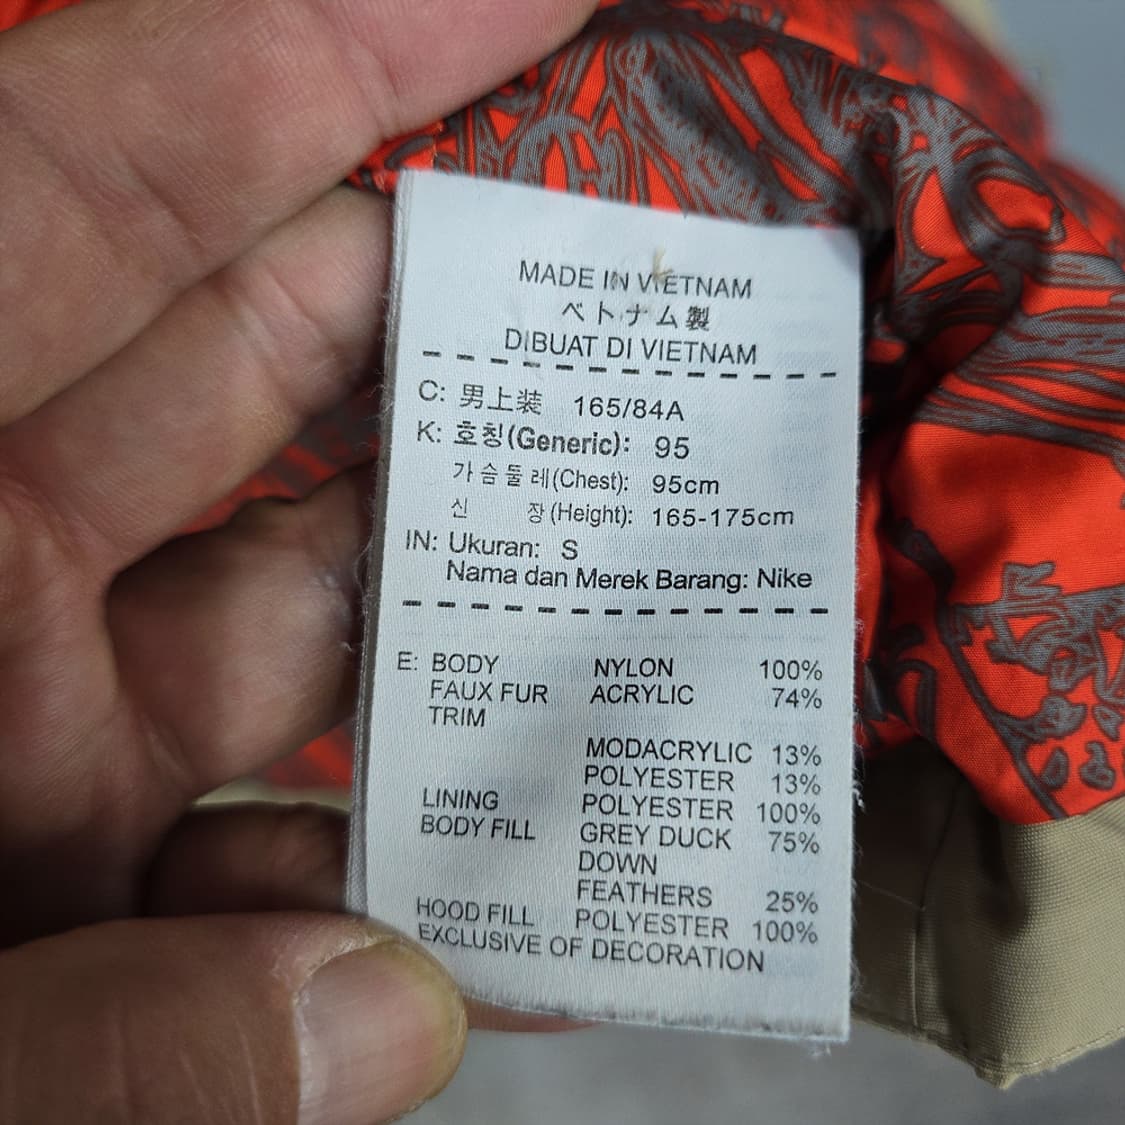 MADE IN VIETNAM
ベトナム製
DIBUAT DI VIETNAM
C: 男上装 165/84A
K: 호칭(Generic): 95
가슴둘레(Chest): 95cm
신 장(Height): 165-175cm
IN: Ukuran: S
Nama dan Merek Barang: Nike
E: BODY NYLON 100%
FAUX FUR ACRYLIC 74%
TRIM
MODACRYLIC 13%
POLYESTER 13%
LINING POLYESTER 100%
BODY FILL GREY DUCK 75%
DOWN
FEATHERS 25%
HOOD FILL POLYESTER 100%
EXCLUSIVE OF DECORATION